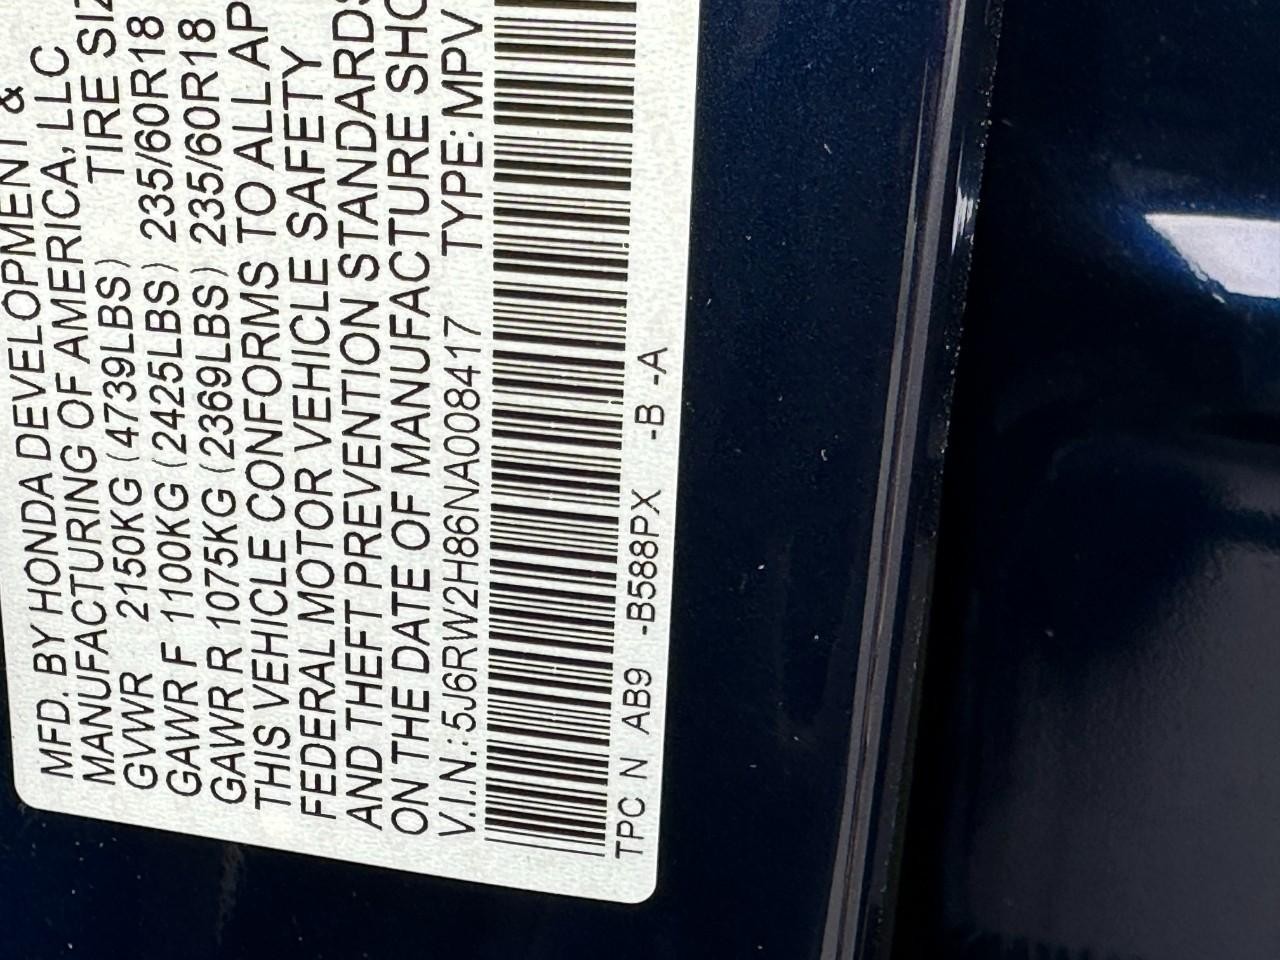 MFD. BY HONDA DEVELOPMENT &
MANUFACTURING OF AMERICA, LLC
GVWR 2150KG (4739LBS) TIRE SIZ
GAWR F 1100KG (2425LBS) 235/60R18
GAWR R 1075KG (2369LBS) 235/60R18
THIS VEHICLE CONFORMS TO ALL AP
FEDERAL MOTOR VEHICLE SAFETY
AND THEFT PREVENTION STANDARDS
ON THE DATE OF MANUFACTURE SHO
V.I.N.: 5J6RW2H86NA008417 TYPE: MPV
TPC N AB9 -B588PX -B -A